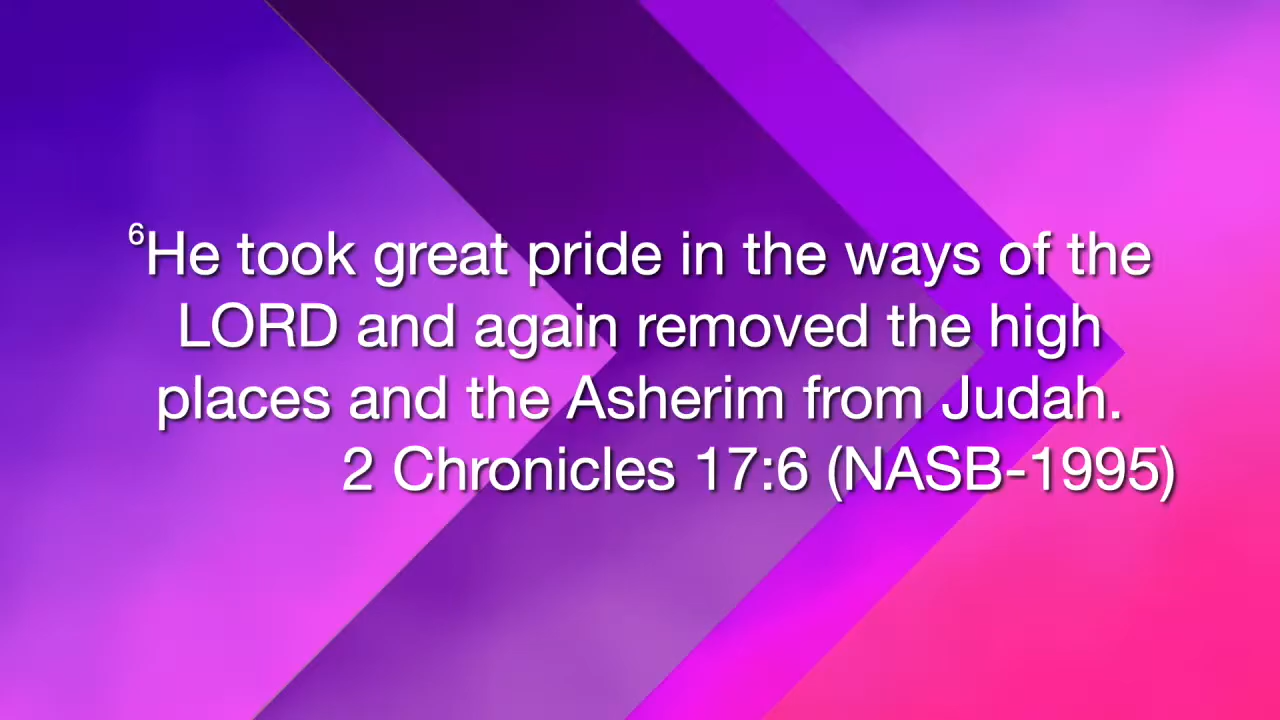 ⁶He took great pride in the ways of the
LORD and again removed the high
places and the Asherim from Judah.
2 Chronicles 17:6 (NASB-1995)